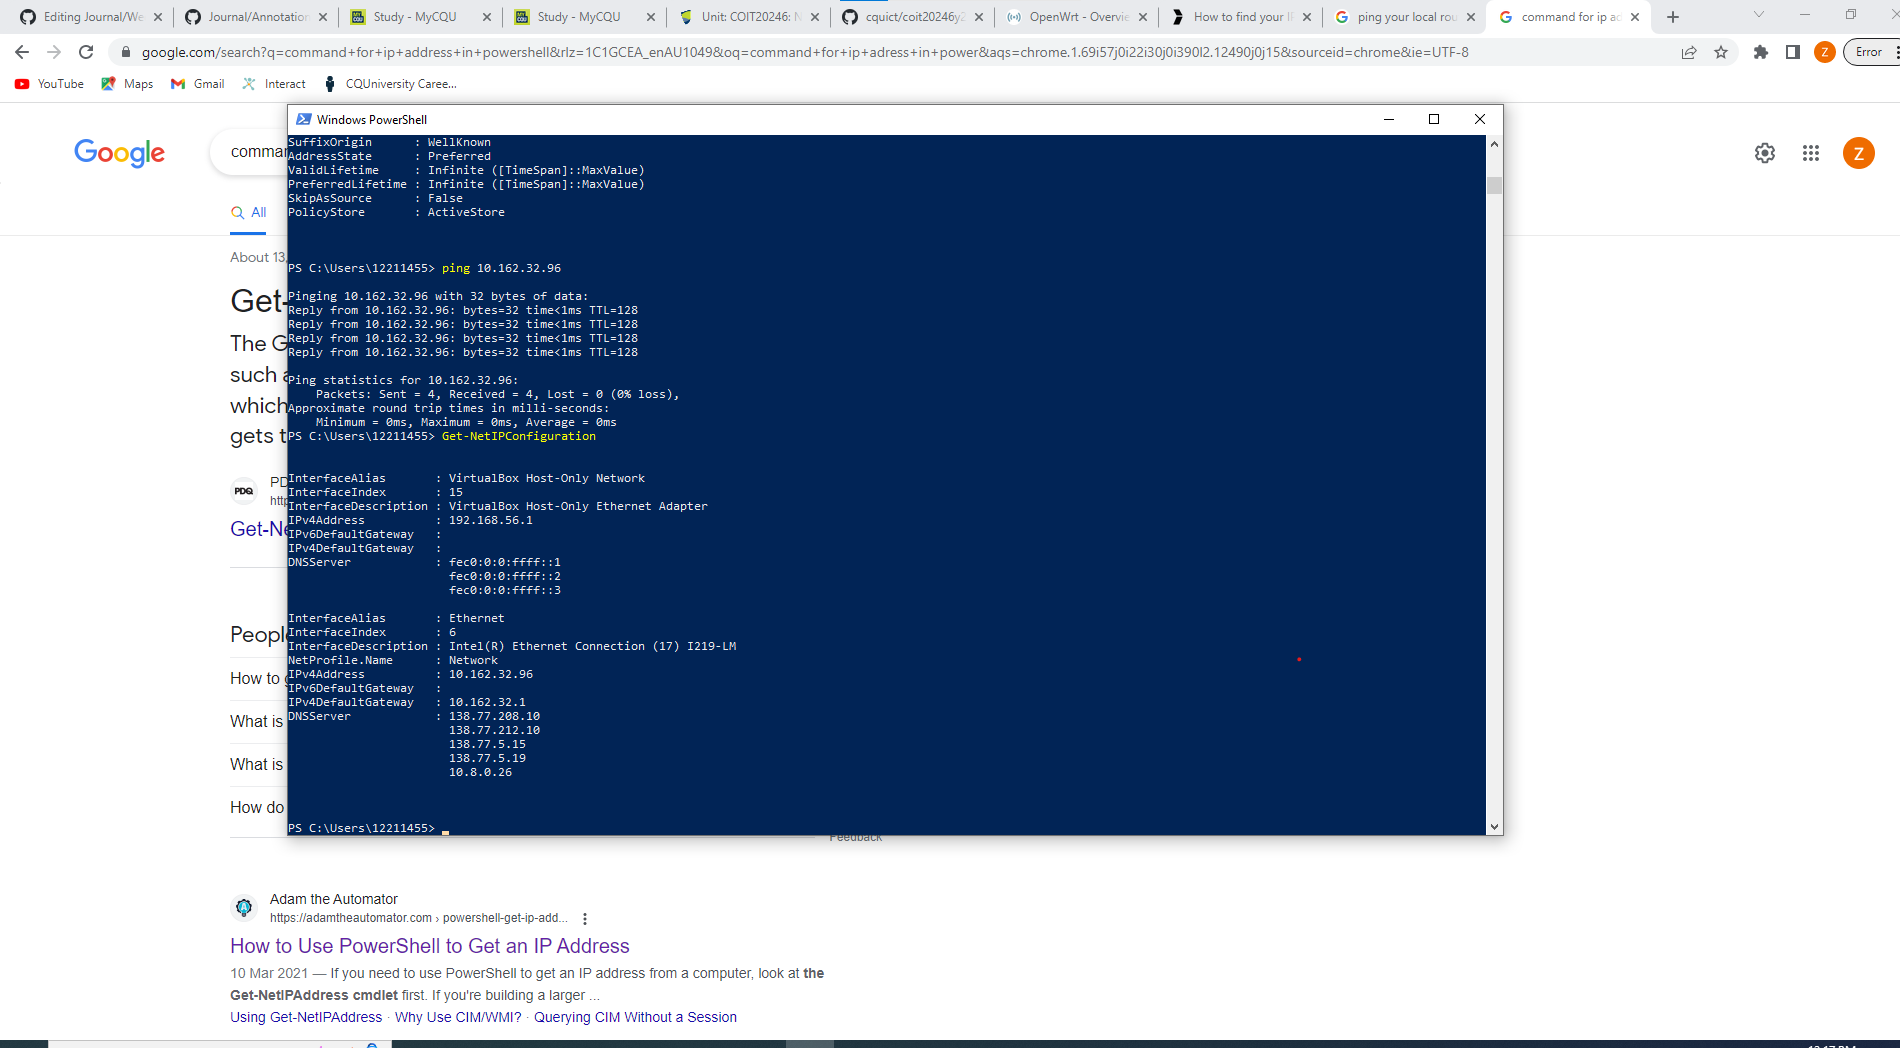 Editing Journal/We
Journal/Annotation
Study - MyCQU
Study - MyCQU
Unit: COIT20246: N
cquict/coit20246y2
OpenWrt - Overvie
How to find your IP
ping your local rou
command for ip ad
google.com/search?q=command+for+ip+address+in+powershell&rlz=1C1GCEA_enAU1049&oq=command+for+ip+adress+in+power&aqs=chrome.1.69i57j0i22i30j0i390l2.12490j0j15&sourceid=chrome&ie=UTF-8
Z
Error
YouTube
Maps
Gmail
Interact
CQUniversity Caree...
Windows PowerShell
Google
comman
Z
All
About 13,
Get-
The G
such a
which
gets t
PDQ
PD
http
Get-Ne
Peopl
How to g
What is
What is
How do
SuffixOrigin : WellKnown
AddressState : Preferred
ValidLifetime : Infinite ([TimeSpan]::MaxValue)
PreferredLifetime : Infinite ([TimeSpan]::MaxValue)
SkipAsSource : False
PolicyStore : ActiveStore
PS C:\Users\12211455> ping 10.162.32.96
Pinging 10.162.32.96 with 32 bytes of data:
Reply from 10.162.32.96: bytes=32 time<1ms TTL=128
Reply from 10.162.32.96: bytes=32 time<1ms TTL=128
Reply from 10.162.32.96: bytes=32 time<1ms TTL=128
Reply from 10.162.32.96: bytes=32 time<1ms TTL=128
Ping statistics for 10.162.32.96:
Packets: Sent = 4, Received = 4, Lost = 0 (0% loss),
Approximate round trip times in milli-seconds:
Minimum = 0ms, Maximum = 0ms, Average = 0ms
PS C:\Users\12211455> Get-NetIPConfiguration
InterfaceAlias : VirtualBox Host-Only Network
InterfaceIndex : 15
InterfaceDescription : VirtualBox Host-Only Ethernet Adapter
IPv4Address : 192.168.56.1
IPv6DefaultGateway :
IPv4DefaultGateway :
DNSServer : fec0:0:0:ffff::1
fec0:0:0:ffff::2
fec0:0:0:ffff::3
InterfaceAlias : Ethernet
InterfaceIndex : 6
InterfaceDescription : Intel(R) Ethernet Connection (17) I219-LM
NetProfile.Name : Network
IPv4Address : 10.162.32.96
IPv6DefaultGateway :
IPv4DefaultGateway : 10.162.32.1
DNSServer : 138.77.208.10
138.77.212.10
138.77.5.15
138.77.5.19
10.8.0.26
PS C:\Users\12211455>
Feedback
Adam the Automator
https://adamtheautomator.com › powershell-get-ip-add...
How to Use PowerShell to Get an IP Address
10 Mar 2021 — If you need to use PowerShell to get an IP address from a computer, look at the
Get-NetIPAddress cmdlet first. If you're building a larger ...
Using Get-NetIPAddress · Why Use CIM/WMI? · Querying CIM Without a Session